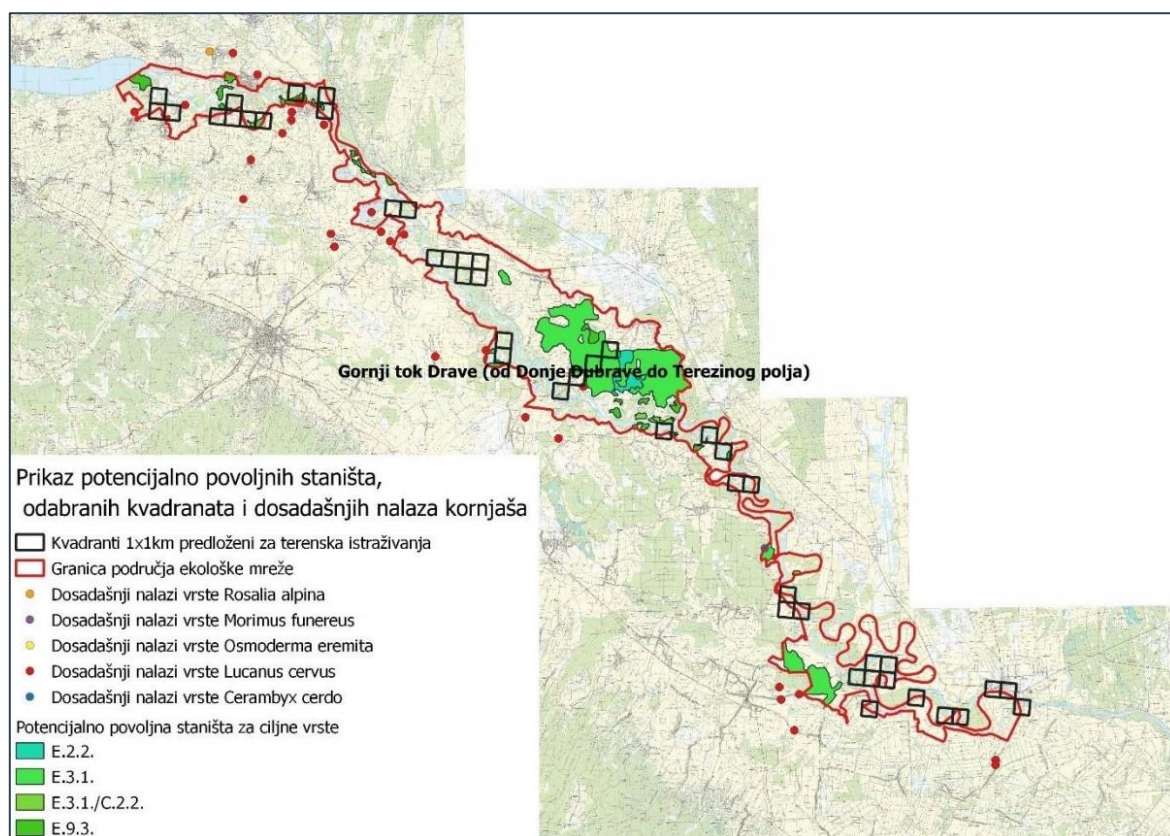 Gornji tok Drave (od Donje Dubrave do Terezinog polja)
Prikaz potencijalno povoljnih staništa,
odabranih kvadranata i dosadašnjih nalaza kornjaša
Kvadranti 1x1km predloženi za terenska istraživanja
Granica područja ekološke mreže
Dosadašnji nalazi vrste Rosalia alpina
Dosadašnji nalazi vrste Morimus funereus
Dosadašnji nalazi vrste Osmoderma eremita
Dosadašnji nalazi vrste Lucanus cervus
Dosadašnji nalazi vrste Cerambyx cerdo
Potencijalno povoljna staništa za ciljne vrste
E.2.2.
E.3.1.
E.3.1./C.2.2.
E.9.3.